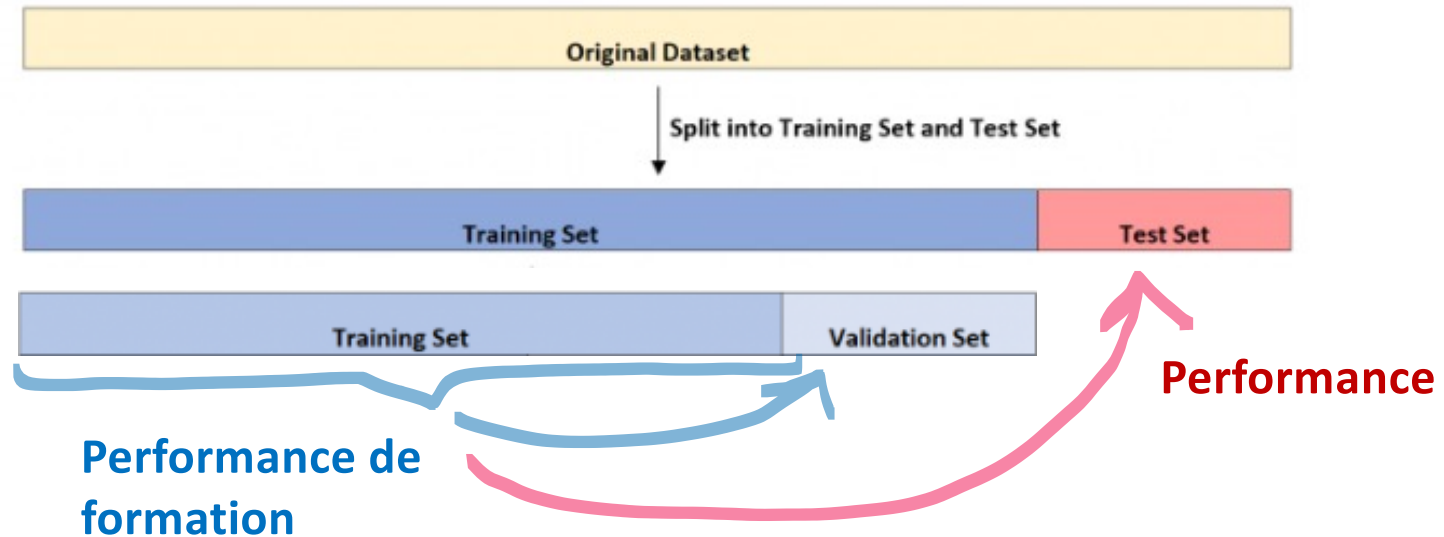 Original Dataset
Split into Training Set and Test Set
Training Set
Test Set
Training Set
Validation Set
Performance
Performance de
formation